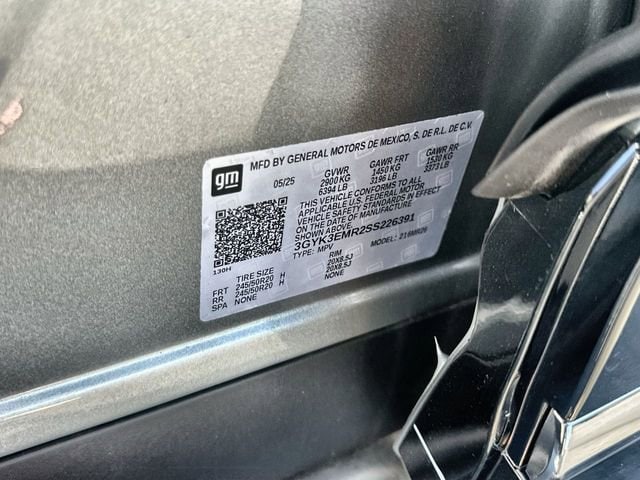 gm
MFD BY GENERAL MOTORS DE MEXICO, S. DE R.L. DE C.V.
05/25 GVWR GAWR FRT GAWR RR
2900 KG 1450 KG 1530 KG
6394 LB 3196 LB 3373 LB
THIS VEHICLE CONFORMS TO ALL
APPLICABLE U.S. FEDERAL MOTOR
VEHICLE SAFETY STANDARDS IN EFFECT
ON THE DATE OF MANUFACTURE
SHOWN ABOVE.
3GYK3EMR2SS226391
TYPE: MPV MODEL: 216MR26
130H
TIRE SIZE RIM
FRT 245/50R20 H 20X8.5J
RR 245/50R20 H 20X8.5J
SPA NONE NONE